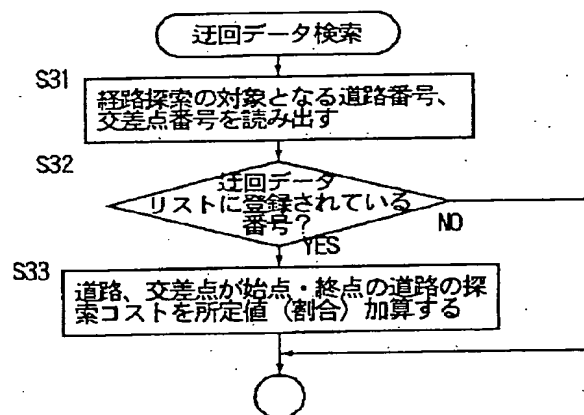 迂回データ検索
S31
経路探索の対象となる道路番号、
交差点番号を読み出す
S32
迂回データ
リストに登録されている
番号?
NO
YES
S33
道路、交差点が始点・終点の道路の探
索コストを所定値(割合)加算する